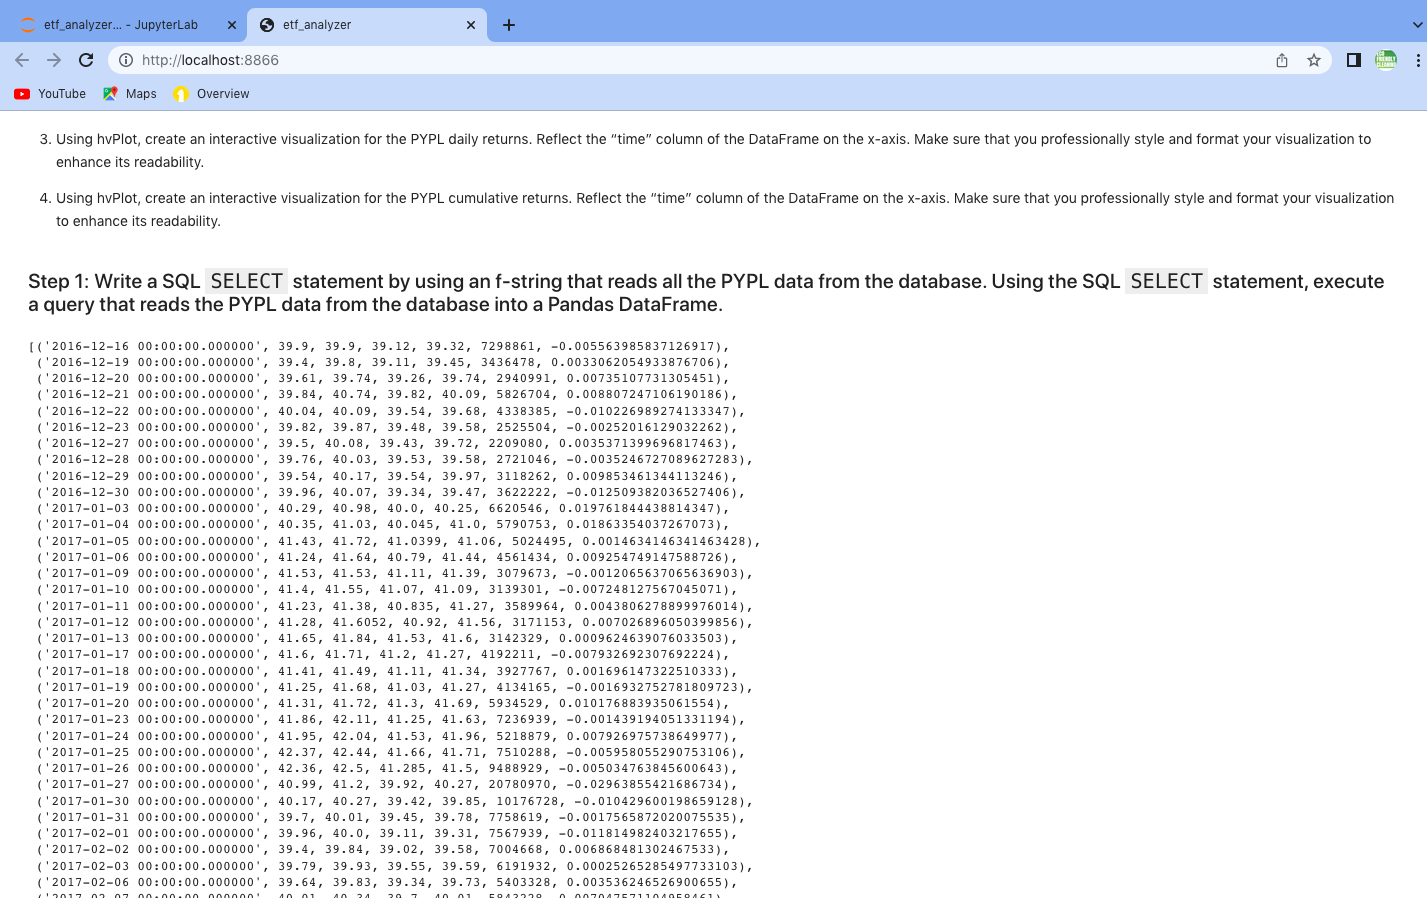 etf_analyzer... - JupyterLab
etf_analyzer
http://localhost:8866
YouTube Maps Overview
3. Using hvPlot, create an interactive visualization for the PYPL daily returns. Reflect the “time” column of the DataFrame on the x-axis. Make sure that you professionally style and format your visualization to
enhance its readability.
4. Using hvPlot, create an interactive visualization for the PYPL cumulative returns. Reflect the “time” column of the DataFrame on the x-axis. Make sure that you professionally style and format your visualization
to enhance its readability.
Step 1: Write a SQL SELECT statement by using an f-string that reads all the PYPL data from the database. Using the SQL SELECT statement, execute
a query that reads the PYPL data from the database into a Pandas DataFrame.
[('2016-12-16 00:00:00.000000', 39.9, 39.9, 39.12, 39.32, 7298861, -0.005563985837126917),
('2016-12-19 00:00:00.000000', 39.4, 39.8, 39.11, 39.45, 3436478, 0.0033062054933876706),
('2016-12-20 00:00:00.000000', 39.61, 39.74, 39.26, 39.74, 2940991, 0.00735107731305451),
('2016-12-21 00:00:00.000000', 39.84, 40.74, 39.82, 40.09, 5826704, 0.008807247106190186),
('2016-12-22 00:00:00.000000', 40.04, 40.09, 39.54, 39.68, 4338385, -0.010226989274133347),
('2016-12-23 00:00:00.000000', 39.82, 39.87, 39.48, 39.58, 2525504, -0.00252016129032262),
('2016-12-27 00:00:00.000000', 39.5, 40.08, 39.43, 39.72, 2209080, 0.0035371399696817463),
('2016-12-28 00:00:00.000000', 39.76, 40.03, 39.53, 39.58, 2721046, -0.0035246727089627283),
('2016-12-29 00:00:00.000000', 39.54, 40.17, 39.54, 39.97, 3118262, 0.009853461344113246),
('2016-12-30 00:00:00.000000', 39.96, 40.07, 39.34, 39.47, 3622222, -0.012509382036527406),
('2017-01-03 00:00:00.000000', 40.29, 40.98, 40.0, 40.25, 6620546, 0.019761844438814347),
('2017-01-04 00:00:00.000000', 40.35, 41.03, 40.045, 41.0, 5790753, 0.01863354037267073),
('2017-01-05 00:00:00.000000', 41.43, 41.72, 41.0399, 41.06, 5024495, 0.0014634146341463428),
('2017-01-06 00:00:00.000000', 41.24, 41.64, 40.79, 41.44, 4561434, 0.009254749147588726),
('2017-01-09 00:00:00.000000', 41.53, 41.53, 41.11, 41.39, 3079673, -0.0012065637065636903),
('2017-01-10 00:00:00.000000', 41.4, 41.55, 41.07, 41.09, 3139301, -0.007248127567045071),
('2017-01-11 00:00:00.000000', 41.23, 41.38, 40.835, 41.27, 3589964, 0.0043806278899976014),
('2017-01-12 00:00:00.000000', 41.28, 41.6052, 40.92, 41.56, 3171153, 0.007026896050399856),
('2017-01-13 00:00:00.000000', 41.65, 41.84, 41.53, 41.6, 3142329, 0.00096246390760033503),
('2017-01-17 00:00:00.000000', 41.6, 41.71, 41.2, 41.27, 4192211, -0.007932692307692224),
('2017-01-18 00:00:00.000000', 41.41, 41.49, 41.11, 41.34, 3927767, 0.001696147322510333),
('2017-01-19 00:00:00.000000', 41.25, 41.68, 41.03, 41.27, 4134165, -0.0016932752781809723),
('2017-01-20 00:00:00.000000', 41.31, 41.72, 41.3, 41.69, 5934529, 0.010176883935061554),
('2017-01-23 00:00:00.000000', 41.86, 42.11, 41.25, 41.63, 7236939, -0.001439194051331194),
('2017-01-24 00:00:00.000000', 41.95, 42.04, 41.53, 41.96, 5218879, 0.007926975738649977),
('2017-01-25 00:00:00.000000', 42.37, 42.44, 41.66, 41.71, 7510288, -0.005958055290753106),
('2017-01-26 00:00:00.000000', 42.36, 42.5, 41.285, 41.5, 9488929, -0.005034763845600643),
('2017-01-27 00:00:00.000000', 40.99, 41.2, 39.92, 40.27, 20780970, -0.02963855421686734),
('2017-01-30 00:00:00.000000', 40.17, 40.27, 39.42, 39.85, 10176728, -0.010429600198659128),
('2017-01-31 00:00:00.000000', 39.7, 40.01, 39.45, 39.78, 7758619, -0.0017565872020075535),
('2017-02-01 00:00:00.000000', 39.96, 40.0, 39.11, 39.31, 7567939, -0.011814982403217655),
('2017-02-02 00:00:00.000000', 39.4, 39.84, 39.02, 39.58, 7004668, 0.006868481302467533),
('2017-02-03 00:00:00.000000', 39.79, 39.93, 39.55, 39.59, 6191932, 0.00025265285497733103),
('2017-02-06 00:00:00.000000', 39.64, 39.83, 39.34, 39.73, 5403328, 0.003536246526900655),